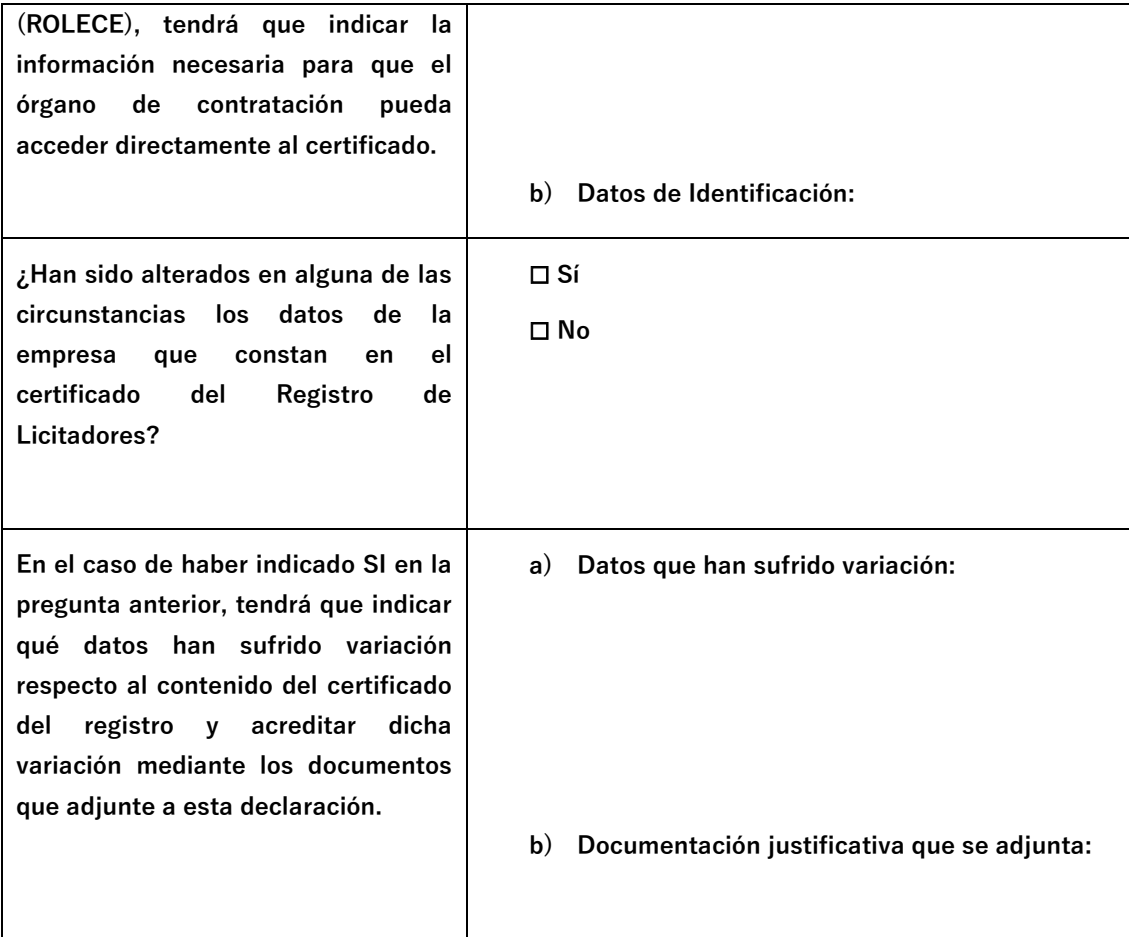 (ROLECE), tendrá que indicar la
información necesaria para que el
órgano de contratación pueda
acceder directamente al certificado.
b) Datos de Identificación:
¿Han sido alterados en alguna de las
circunstancias los datos de la
empresa que constan en el
certificado del Registro de
Licitadores?
☐ Sí
☐ No
En el caso de haber indicado SI en la
pregunta anterior, tendrá que indicar
qué datos han sufrido variación
respecto al contenido del certificado
del registro y acreditar dicha
variación mediante los documentos
que adjunte a esta declaración.
a) Datos que han sufrido variación:
b) Documentación justificativa que se adjunta: